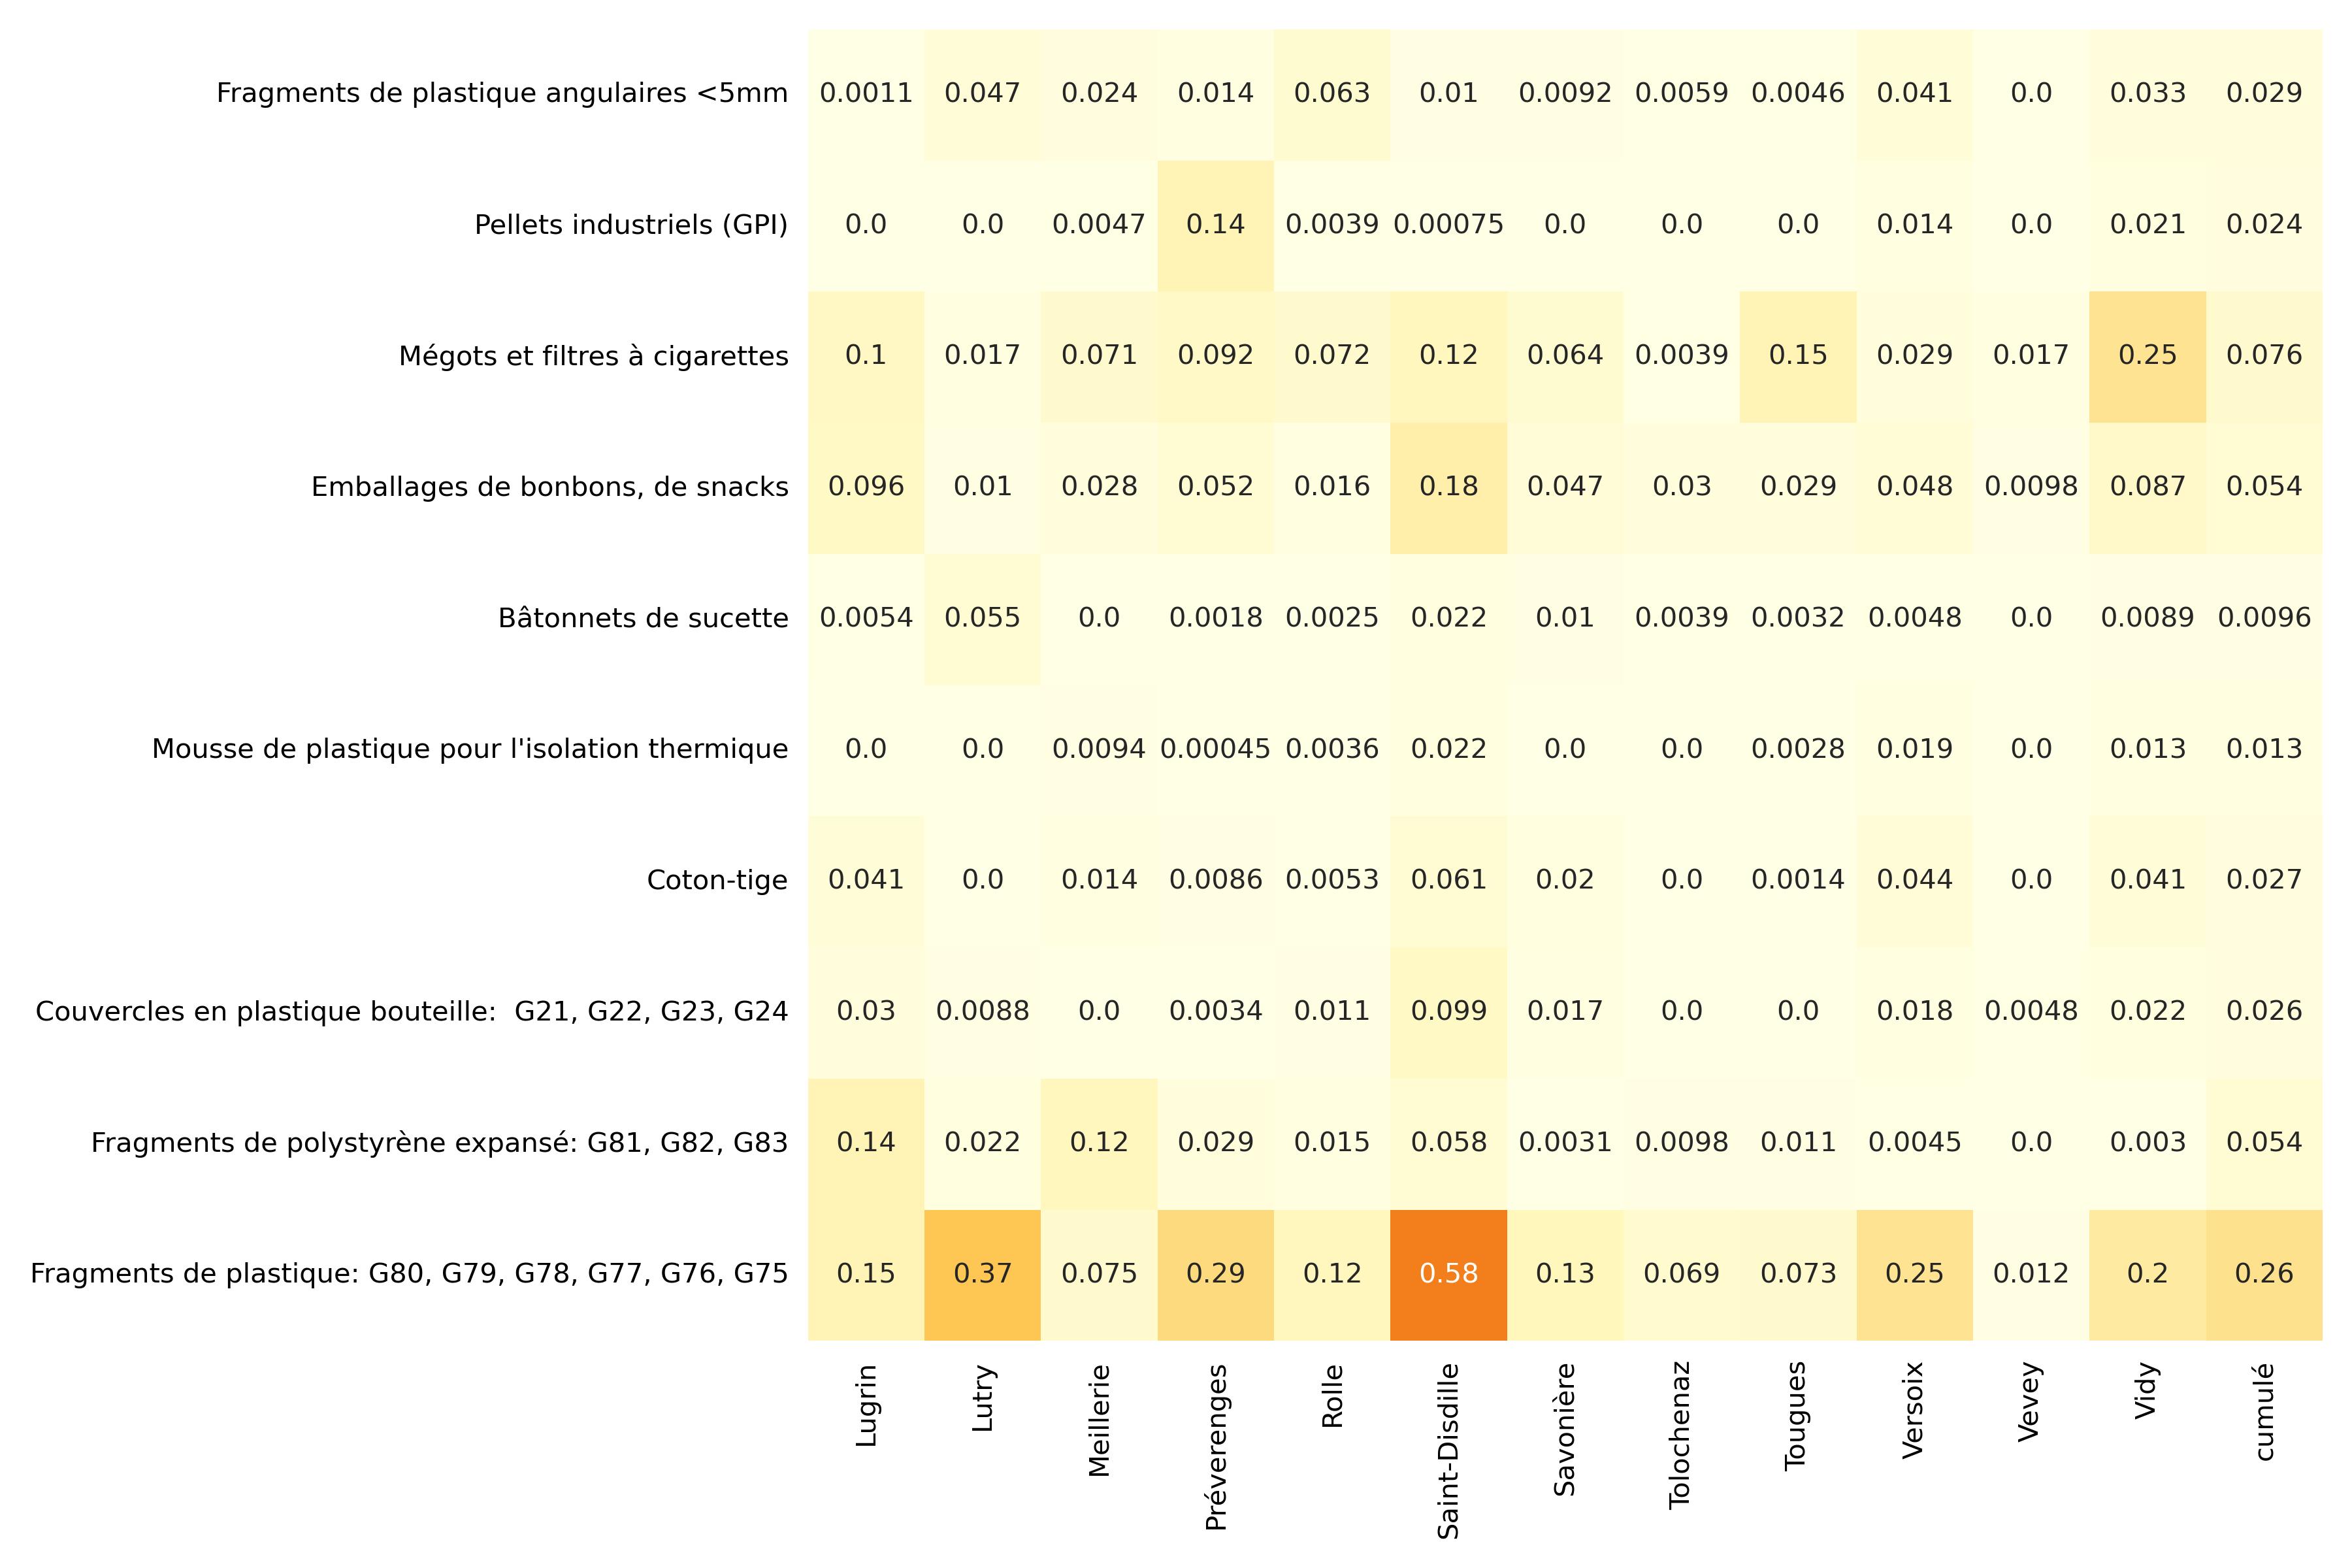 Fragments de plastique angulaires <5mm 0.0011 0.047 0.024 0.014 0.063 0.01 0.0092 0.0059 0.0046 0.041 0.0 0.033 0.029
Pellets industriels (GPI) 0.0 0.0 0.0047 0.14 0.0039 0.00075 0.0 0.0 0.0 0.014 0.0 0.021 0.024
Mégots et filtres à cigarettes 0.1 0.017 0.071 0.092 0.072 0.12 0.064 0.0039 0.15 0.029 0.017 0.25 0.076
Emballages de bonbons, de snacks 0.096 0.01 0.028 0.052 0.016 0.18 0.047 0.03 0.029 0.048 0.0098 0.087 0.054
Bâtonnets de sucette 0.0054 0.055 0.0 0.0018 0.0025 0.022 0.01 0.0039 0.0032 0.0048 0.0 0.0089 0.0096
Mousse de plastique pour l'isolation thermique 0.0 0.0 0.0094 0.00045 0.0036 0.022 0.0 0.0 0.0028 0.019 0.0 0.013 0.013
Coton-tige 0.041 0.0 0.014 0.0086 0.0053 0.061 0.02 0.0 0.0014 0.044 0.0 0.041 0.027
Couvercles en plastique bouteille:  G21, G22, G23, G24 0.03 0.0088 0.0 0.0034 0.011 0.099 0.017 0.0 0.0 0.018 0.0048 0.022 0.026
Fragments de polystyrène expansé: G81, G82, G83 0.14 0.022 0.12 0.029 0.015 0.058 0.0031 0.0098 0.011 0.0045 0.0 0.003 0.054
Fragments de plastique: G80, G79, G78, G77, G76, G75 0.15 0.37 0.075 0.29 0.12 0.58 0.13 0.069 0.073 0.25 0.012 0.2 0.26
Lugrin Lutry Meillerie Préverenges Rolle Saint-Disdille Savonière Tolochenaz Tougues Versoix Vevey Vidy cumulé